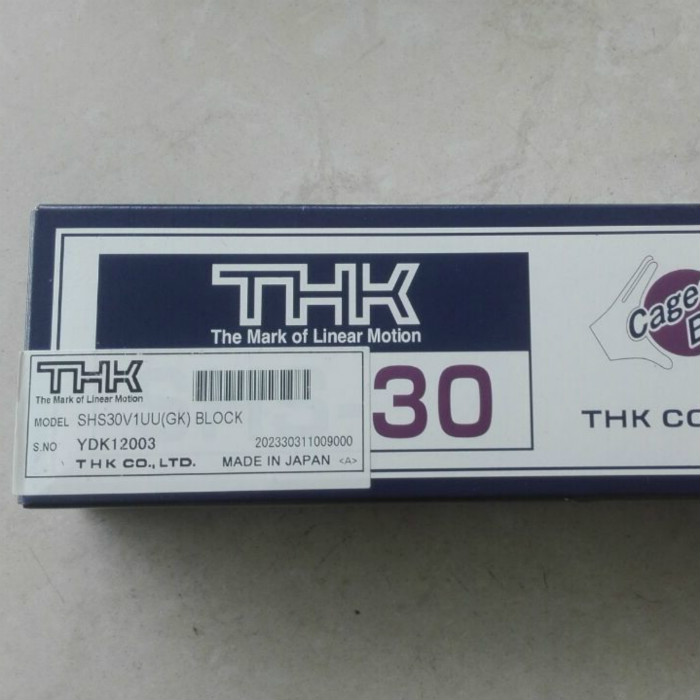 THK
The Mark of Linear Motion
30
Cage
THK CO
THK
The Mark of Linear Motion
MODEL SHS30V1UU(GK) BLOCK
S.NO YDK12003 202330311009000
THK CO., LTD. MADE IN JAPAN <A>